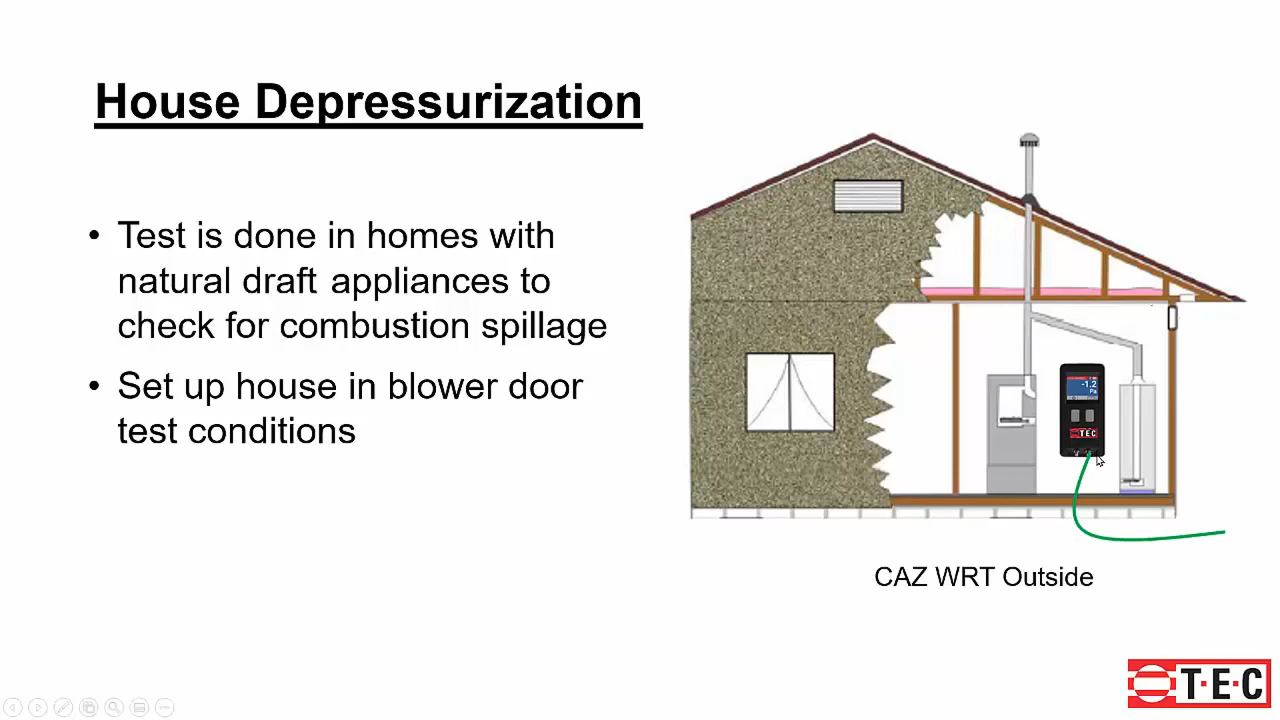 House Depressurization
• Test is done in homes with
natural draft appliances to
check for combustion spillage
• Set up house in blower door
test conditions
-1.2
Pa
TEC
CAZ WRT Outside
T·E·C